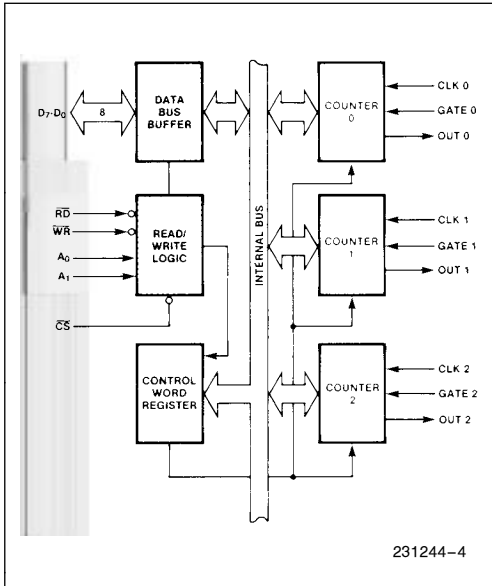 D7-D0
8
DATA
BUS
BUFFER
RD
WR
A0
A1
CS
READ/
WRITE
LOGIC
CONTROL
WORD
REGISTER
INTERNAL BUS
COUNTER
0
CLK 0
GATE 0
OUT 0
COUNTER
1
CLK 1
GATE 1
OUT 1
COUNTER
2
CLK 2
GATE 2
OUT 2
231244-4